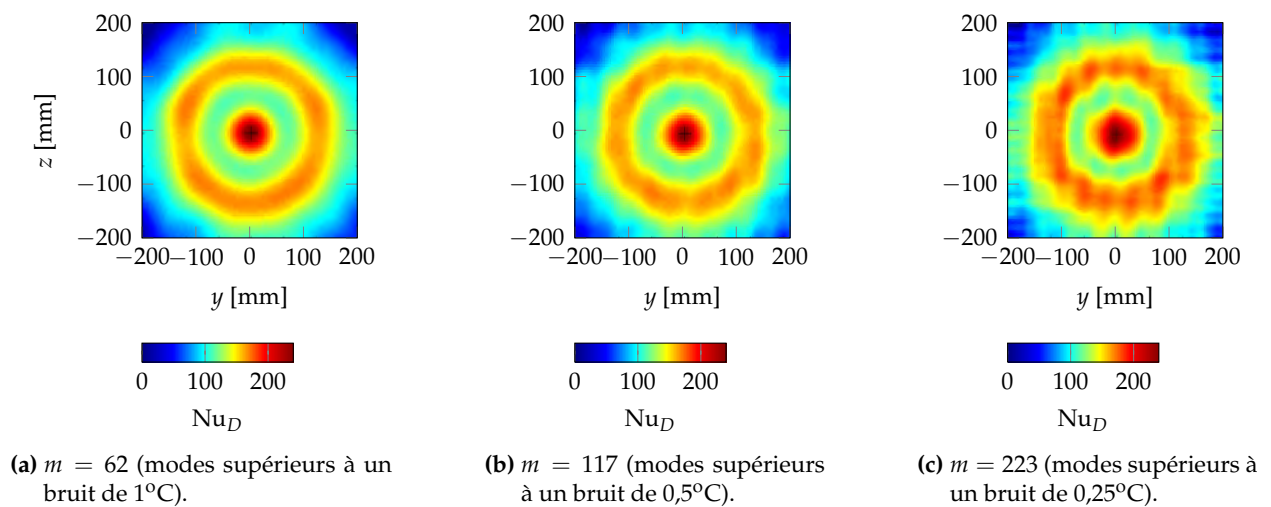 200
100
0
−100
−200
z [mm]
−200−100 0 100 200
y [mm]
0 100 200
Nu_D
(a) m = 62 (modes supérieurs à un
bruit de 1°C).
200
100
0
−100
−200
−200−100 0 100 200
y [mm]
0 100 200
Nu_D
(b) m = 117 (modes supérieurs
à un bruit de 0,5°C).
200
100
0
−100
−200
−200−100 0 100 200
y [mm]
0 100 200
Nu_D
(c) m = 223 (modes supérieurs à
un bruit de 0,25°C).